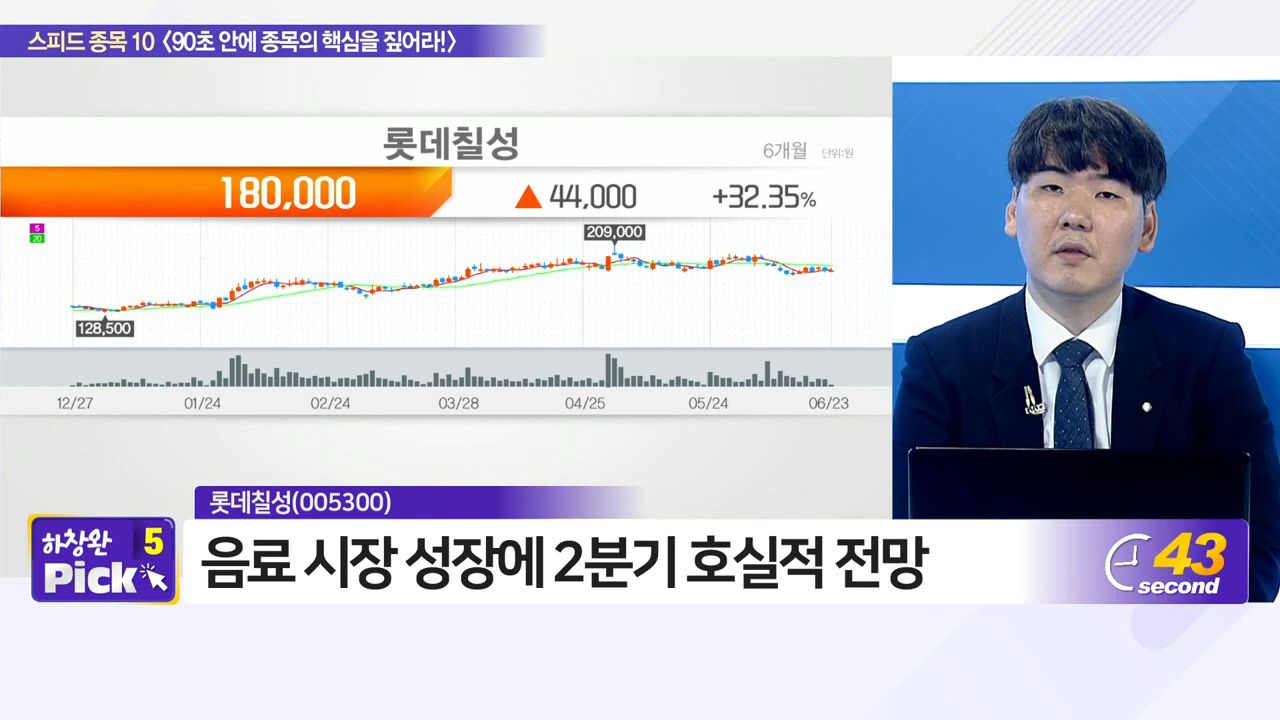 스피드 종목 10 〈90초 안에 종목의 핵심을 짚어라!〉
롯데칠성
6개월 단위:원
180,000 ▲ 44,000 +32.35%
5
20
209,000
128,500
12/27 01/24 02/24 03/28 04/25 05/24 06/23
롯데칠성(005300)
하창완 5
Pick
음료 시장 성장에 2분기 호실적 전망
43
second